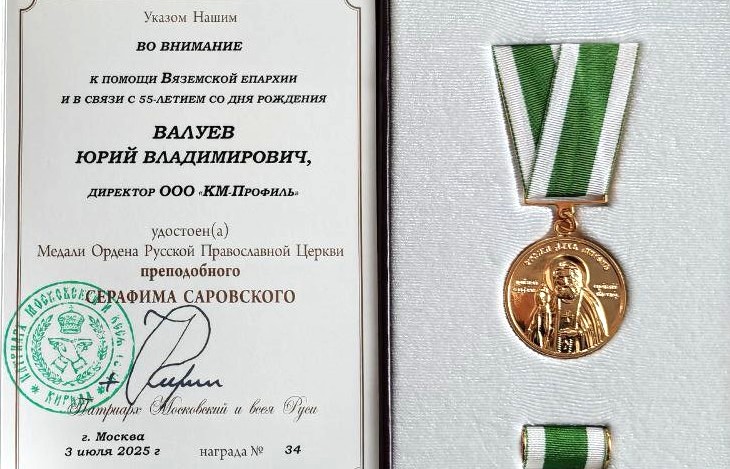 Указом Нашим
ВО ВНИМАНИЕ
К ПОМОЩИ ВЯЗЕМСКОЙ ЕПАРХИИ
И В СВЯЗИ С 55-ЛЕТИЕМ СО ДНЯ РОЖДЕНИЯ
ВАЛУЕВ
ЮРИЙ ВЛАДИМИРОВИЧ,
ДИРЕКТОР ООО «КМ-ПРОФИЛЬ»
удостоен(а)
Медали Ордена Русской Православной Церкви
преподобного
СЕРАФИМА САРОВСКОГО
Патриарх Московский и всея Руси
г. Москва
3 июля 2025 г
награда № 34